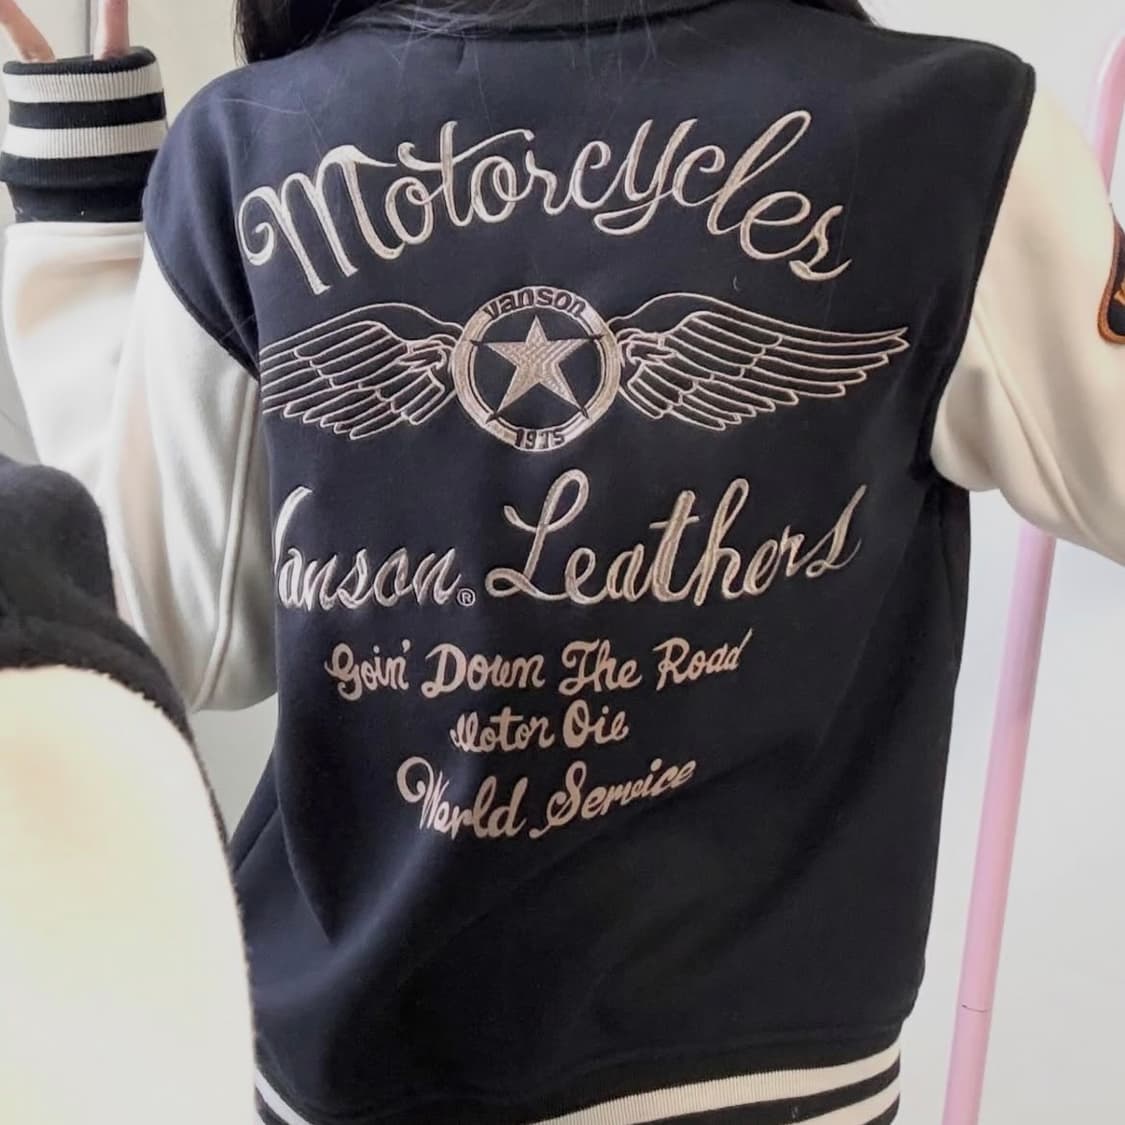 Motorcycles
vanson
1975
Vanson® Leathers
Goin' Down The Road
Motor Oil
World Service